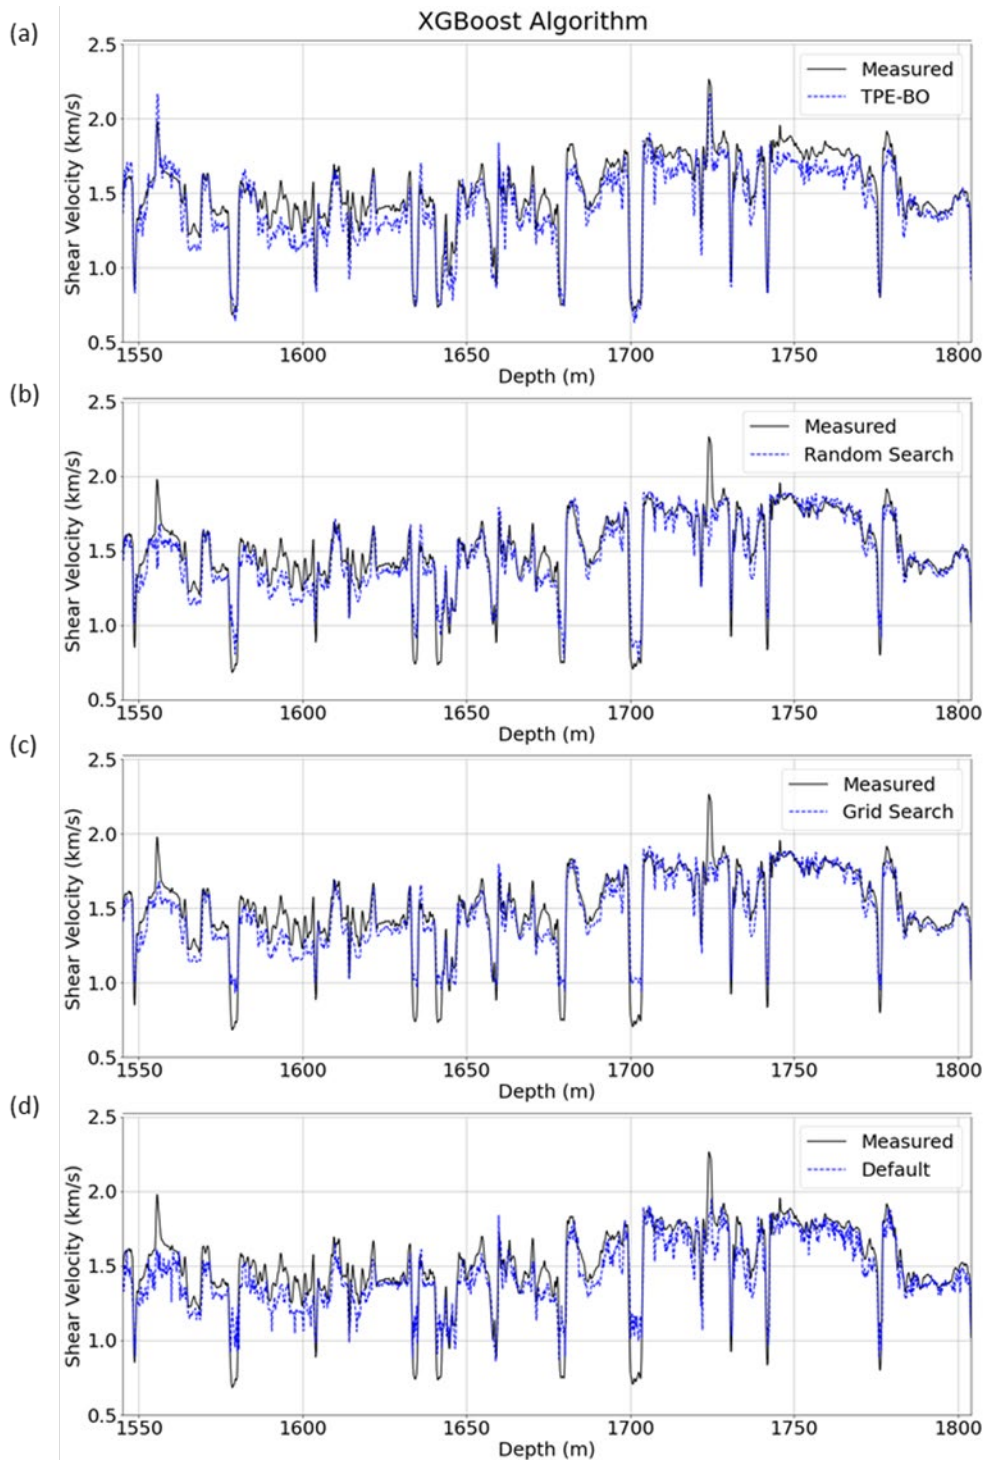 XGBoost Algorithm
(a)
2.5
2.0
1.5
1.0
0.5
Shear Velocity (km/s)
Measured
TPE-BO
1550 1600 1650 1700 1750 1800
Depth (m)
(b)
2.5
2.0
1.5
1.0
0.5
Shear Velocity (km/s)
Measured
Random Search
1550 1600 1650 1700 1750 1800
Depth (m)
(c)
2.5
2.0
1.5
1.0
0.5
Shear Velocity (km/s)
Measured
Grid Search
1550 1600 1650 1700 1750 1800
Depth (m)
(d)
2.5
2.0
1.5
1.0
0.5
Shear Velocity (km/s)
Measured
Default
1550 1600 1650 1700 1750 1800
Depth (m)